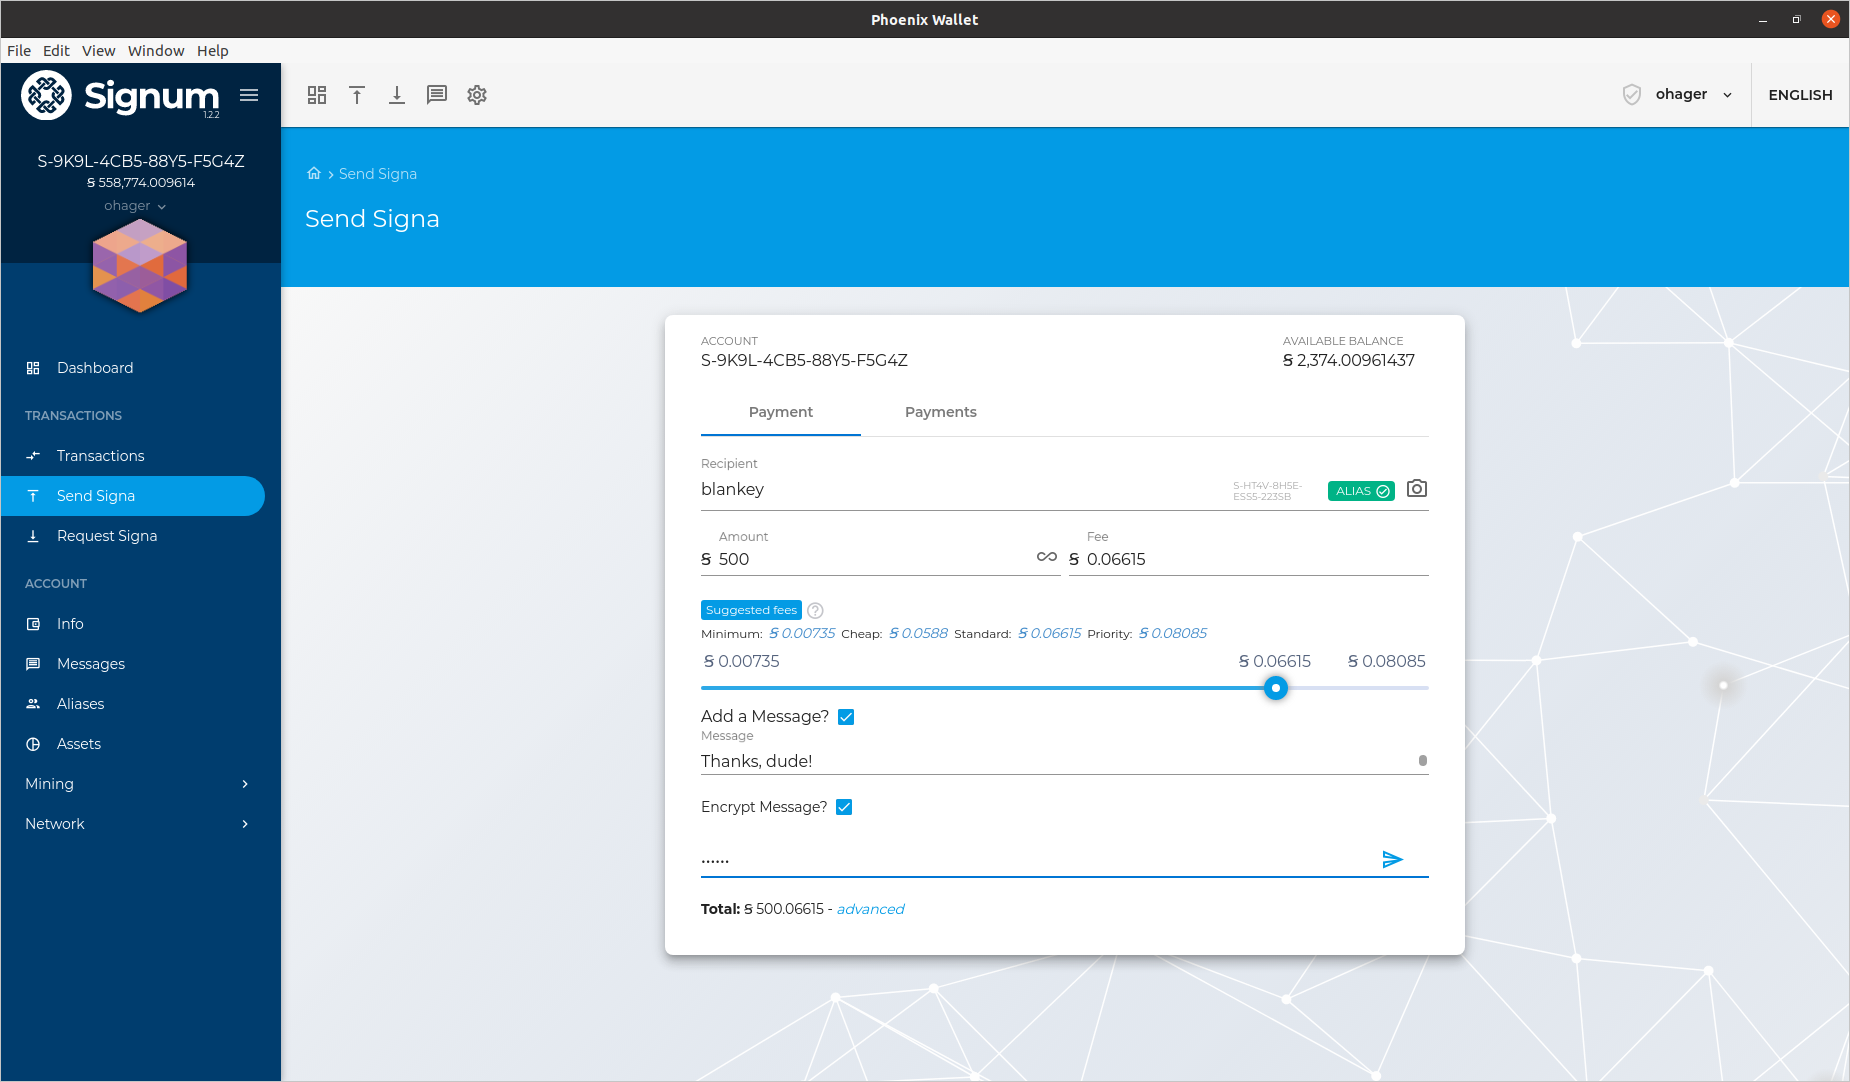 Phoenix Wallet
File Edit View Window Help
Signum
1.2.2
ohager
ENGLISH
S-9K9L-4CB5-88Y5-F5G4Z
Ꞩ 558,774.009614
ohager
Send Signa
Send Signa
Dashboard
TRANSACTIONS
Transactions
Send Signa
Request Signa
ACCOUNT
Info
Messages
Aliases
Assets
Mining
Network
ACCOUNT
S-9K9L-4CB5-88Y5-F5G4Z
AVAILABLE BALANCE
Ꞩ 2,374.00961437
Payment Payments
Recipient
blankey
S-HT4V-8H5E-
ESS5-223SB
ALIAS
Amount
Ꞩ 500
Fee
Ꞩ 0.06615
Suggested fees
Minimum: Ꞩ 0.00735 Cheap: Ꞩ 0.0588 Standard: Ꞩ 0.06615 Priority: Ꞩ 0.08085
Ꞩ 0.00735 Ꞩ 0.06615 Ꞩ 0.08085
Add a Message?
Message
Thanks, dude!
Encrypt Message?
Total: Ꞩ 500.06615 - advanced